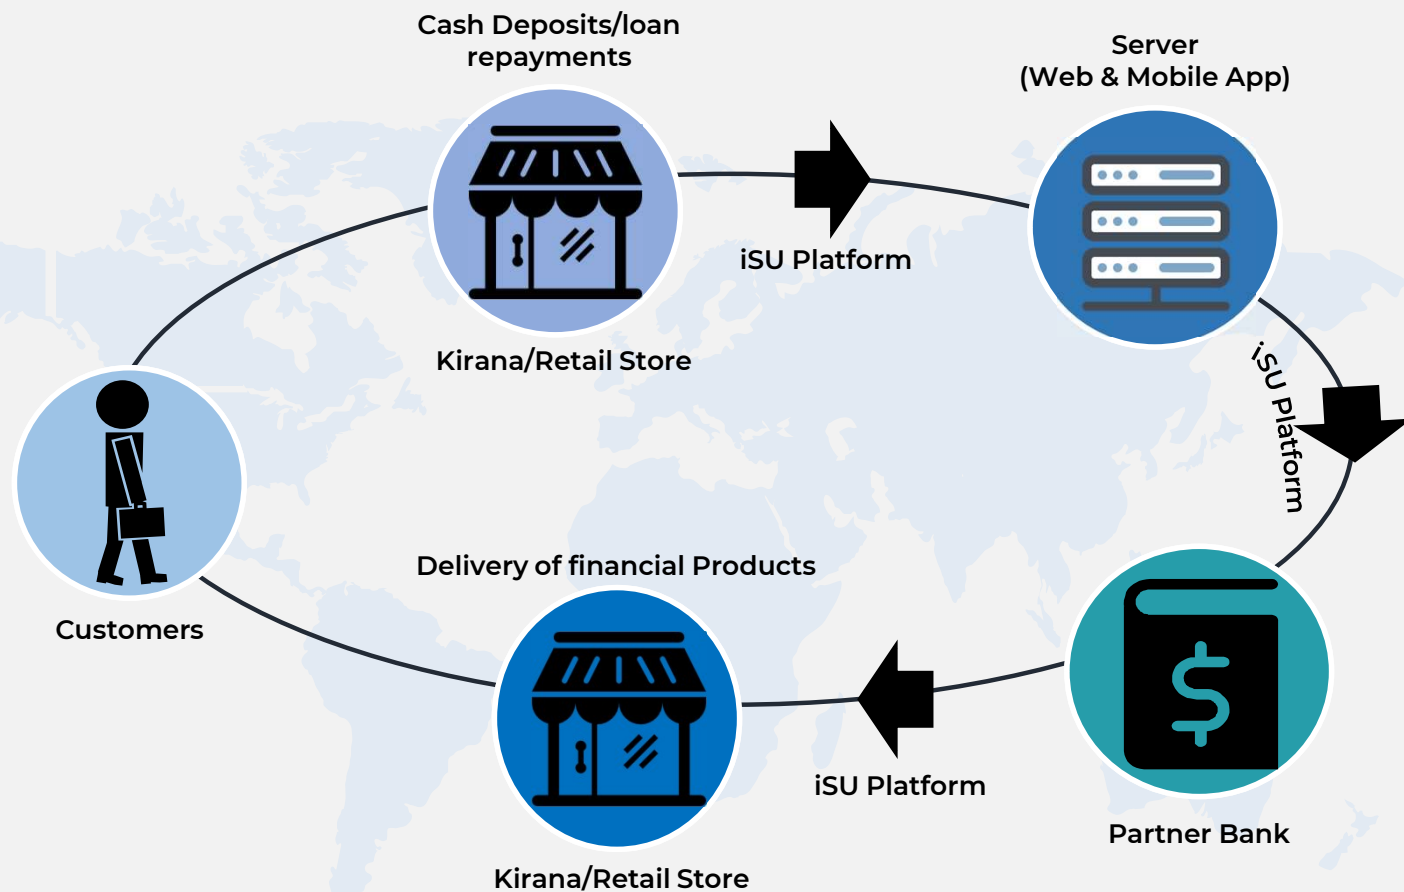 Cash Deposits/loan
repayments
Server
(Web & Mobile App)
iSU Platform
Kirana/Retail Store
iSU Platform
Delivery of financial Products
Customers
iSU Platform
Partner Bank
Kirana/Retail Store